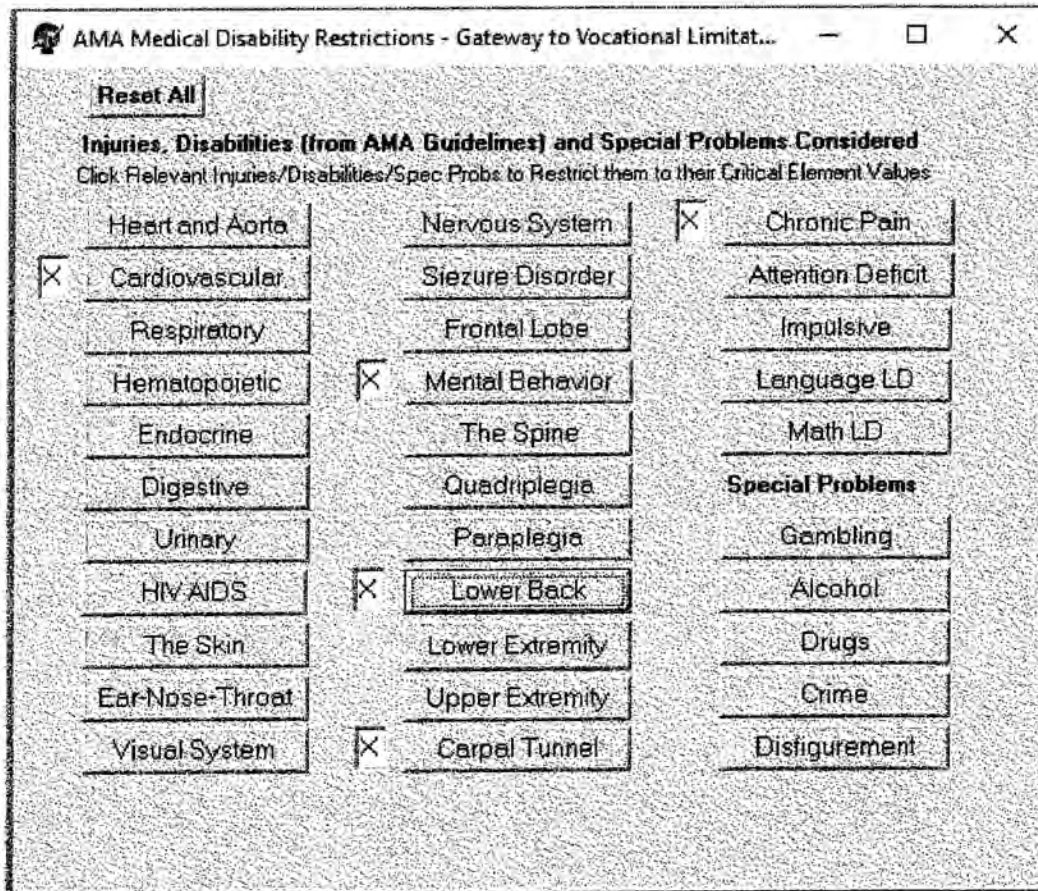 AMA Medical Disability Restrictions - Gateway to Vocational Limitat...
Reset All
Injuries, Disabilities (from AMA Guidelines) and Special Problems Considered
Click Relevant Injuries/Disabilities/Spec Probs to Restrict them to their Critical Element Values
Heart and Aorta
X Cardiovascular
Respiratory
Hematopoietic
Endocrine
Digestive
Urinary
HIV AIDS
The Skin
Ear-Nose-Throat
Visual System
Nervous System
Siezure Disorder
Frontal Lobe
X Mental Behavior
The Spine
Quadriplegia
Paraplegia
X Lower Back
Lower Extremity
Upper Extremity
X Carpal Tunnel
X Chronic Pain
Attention Deficit
Impulsive
Language LD
Math LD
Special Problems
Gambling
Alcohol
Drugs
Crime
Disfigurement